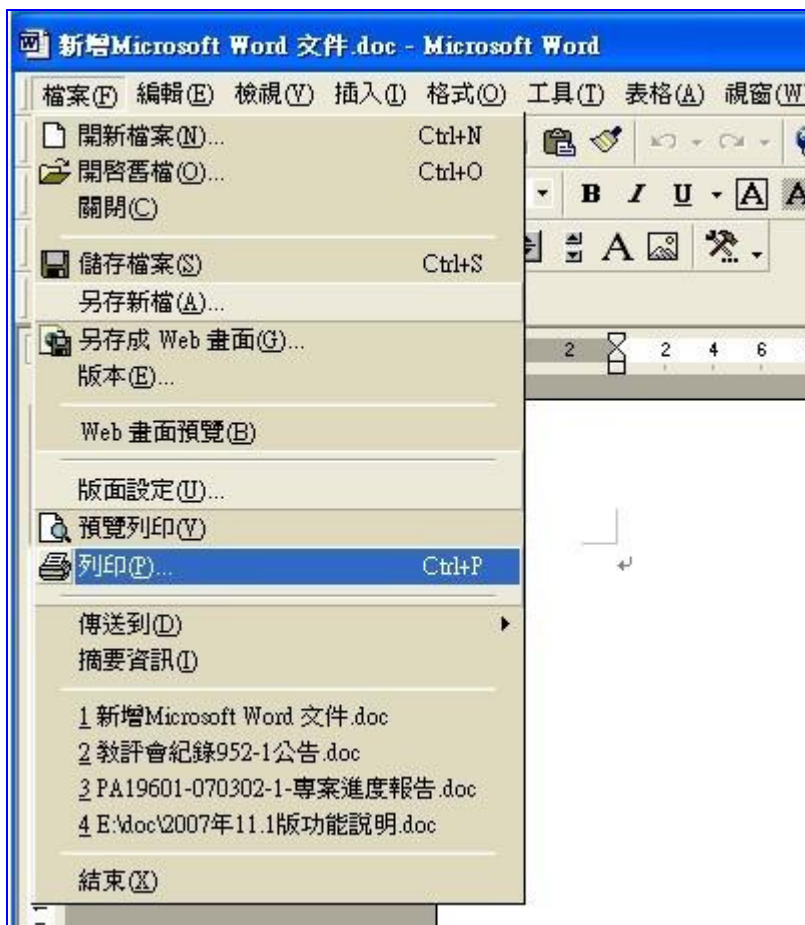 新增Microsoft Word 文件.doc - Microsoft Word
檔案(F) 編輯(E) 檢視(V) 插入(I) 格式(O) 工具(T) 表格(A) 視窗(W
開新檔案(N)... Ctrl+N
開啓舊檔(O)... Ctrl+O
關閉(C)
B I U A A
儲存檔案(S) Ctrl+S
A
另存新檔(A)...
另存成 Web 畫面(G)...
2 2 4 6
版本(E)...
Web 畫面預覽(B)
版面設定(U)...
預覽列印(V)
列印(P)... Ctrl+P
傳送到(D)
摘要資訊(I)
1 新增Microsoft Word 文件.doc
2 教評會紀錄952-1公告.doc
3 PA19601-070302-1-專案進度報告.doc
4 E:\doc\2007年11.1版功能說明.doc
結束(X)